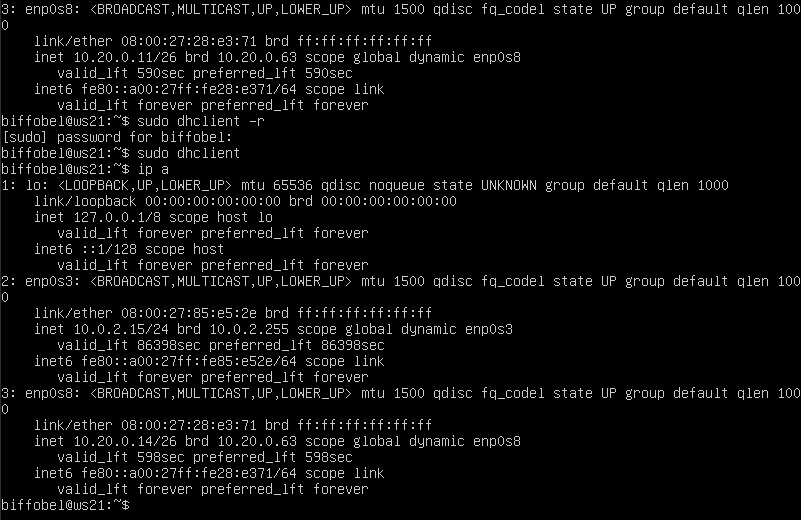 3: enp0s8: <BROADCAST,MULTICAST,UP,LOWER_UP> mtu 1500 qdisc fq_codel state UP group default qlen 100
0
    link/ether 08:00:27:28:e3:71 brd ff:ff:ff:ff:ff:ff
    inet 10.20.0.11/26 brd 10.20.0.63 scope global dynamic enp0s8
       valid_lft 590sec preferred_lft 590sec
    inet6 fe80::a00:27ff:fe28:e371/64 scope link
       valid_lft forever preferred_lft forever
biffobel@ws21:~$ sudo dhclient -r
[sudo] password for biffobel:
biffobel@ws21:~$ sudo dhclient
biffobel@ws21:~$ ip a
1: lo: <LOOPBACK,UP,LOWER_UP> mtu 65536 qdisc noqueue state UNKNOWN group default qlen 1000
    link/loopback 00:00:00:00:00:00 brd 00:00:00:00:00:00
    inet 127.0.0.1/8 scope host lo
       valid_lft forever preferred_lft forever
    inet6 ::1/128 scope host
       valid_lft forever preferred_lft forever
2: enp0s3: <BROADCAST,MULTICAST,UP,LOWER_UP> mtu 1500 qdisc fq_codel state UP group default qlen 100
0
    link/ether 08:00:27:85:e5:2e brd ff:ff:ff:ff:ff:ff
    inet 10.0.2.15/24 brd 10.0.2.255 scope global dynamic enp0s3
       valid_lft 86398sec preferred_lft 86398sec
    inet6 fe80::a00:27ff:fe85:e52e/64 scope link
       valid_lft forever preferred_lft forever
3: enp0s8: <BROADCAST,MULTICAST,UP,LOWER_UP> mtu 1500 qdisc fq_codel state UP group default qlen 100
0
    link/ether 08:00:27:28:e3:71 brd ff:ff:ff:ff:ff:ff
    inet 10.20.0.14/26 brd 10.20.0.63 scope global dynamic enp0s8
       valid_lft 598sec preferred_lft 598sec
    inet6 fe80::a00:27ff:fe28:e371/64 scope link
       valid_lft forever preferred_lft forever
biffobel@ws21:~$